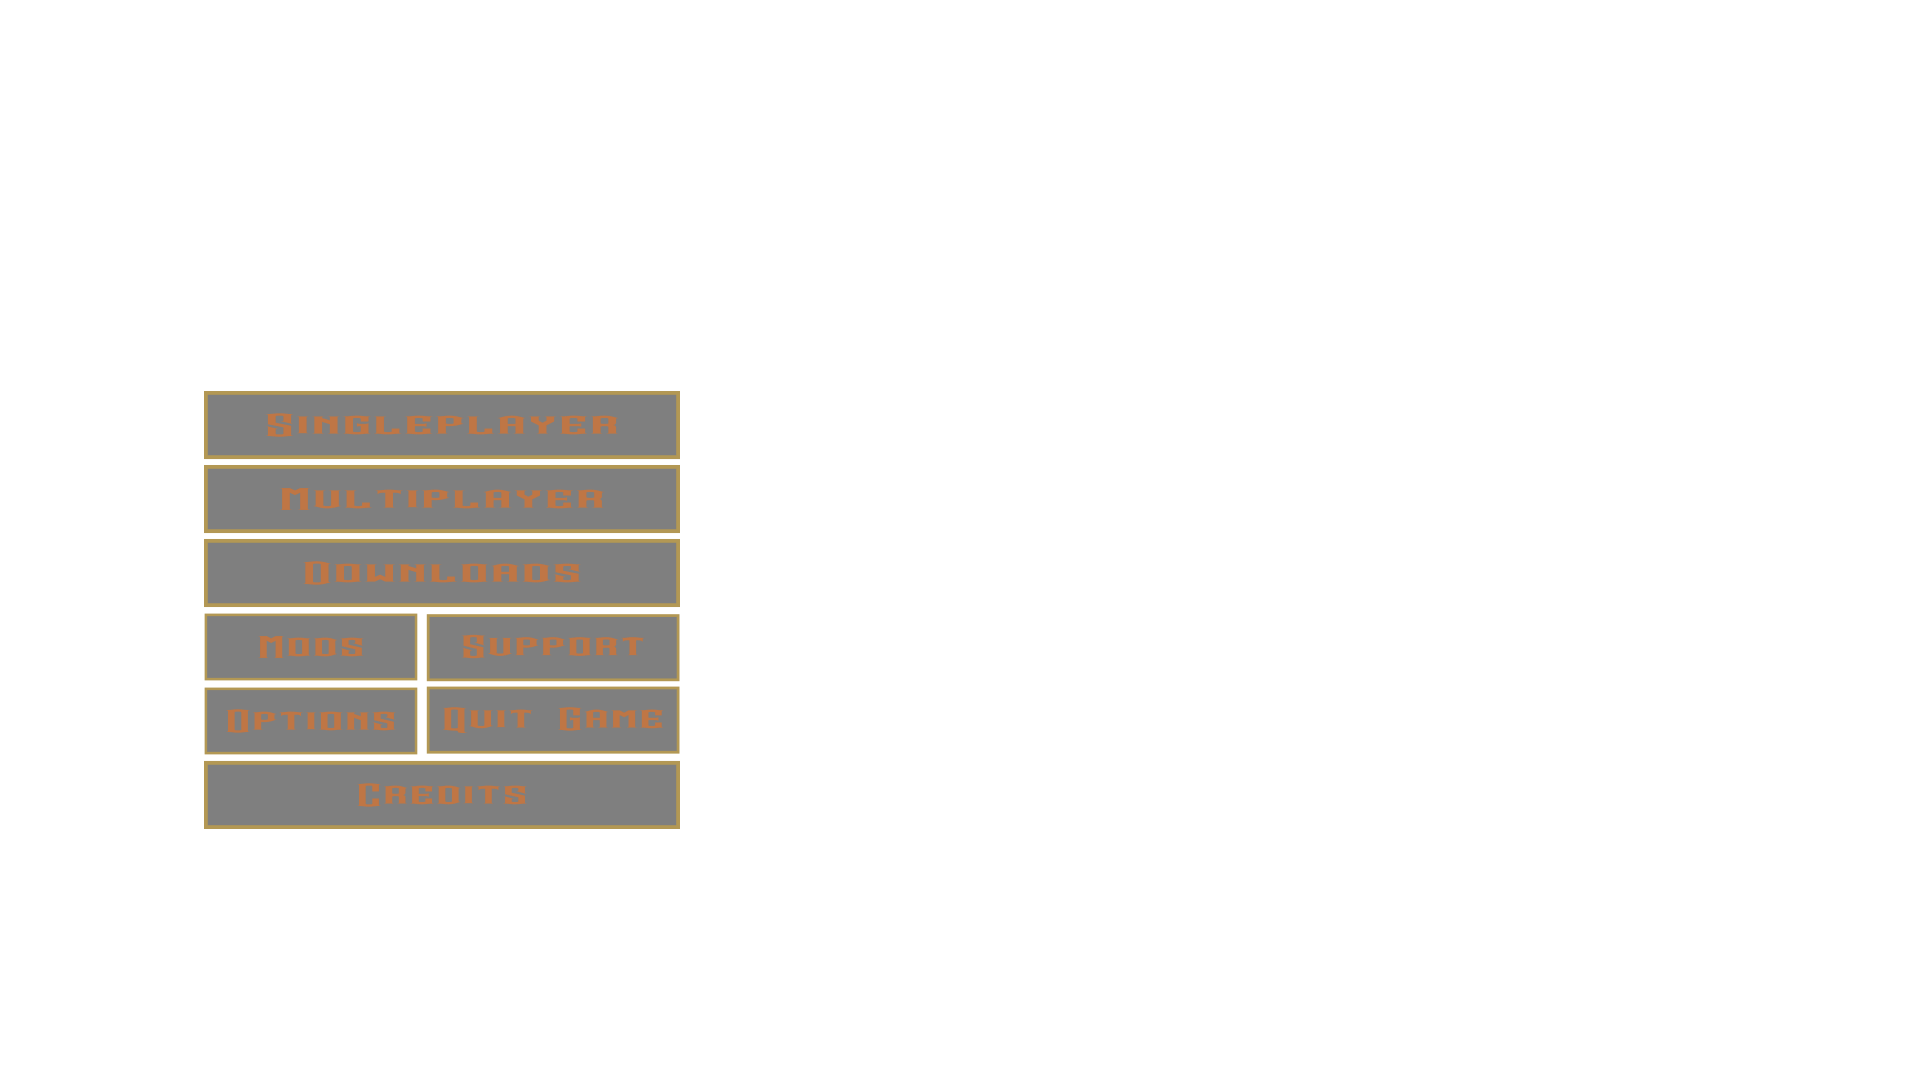 Singleplayer
Multiplayer
Downloads
Mods
Support
Options
Quit Game
Credits